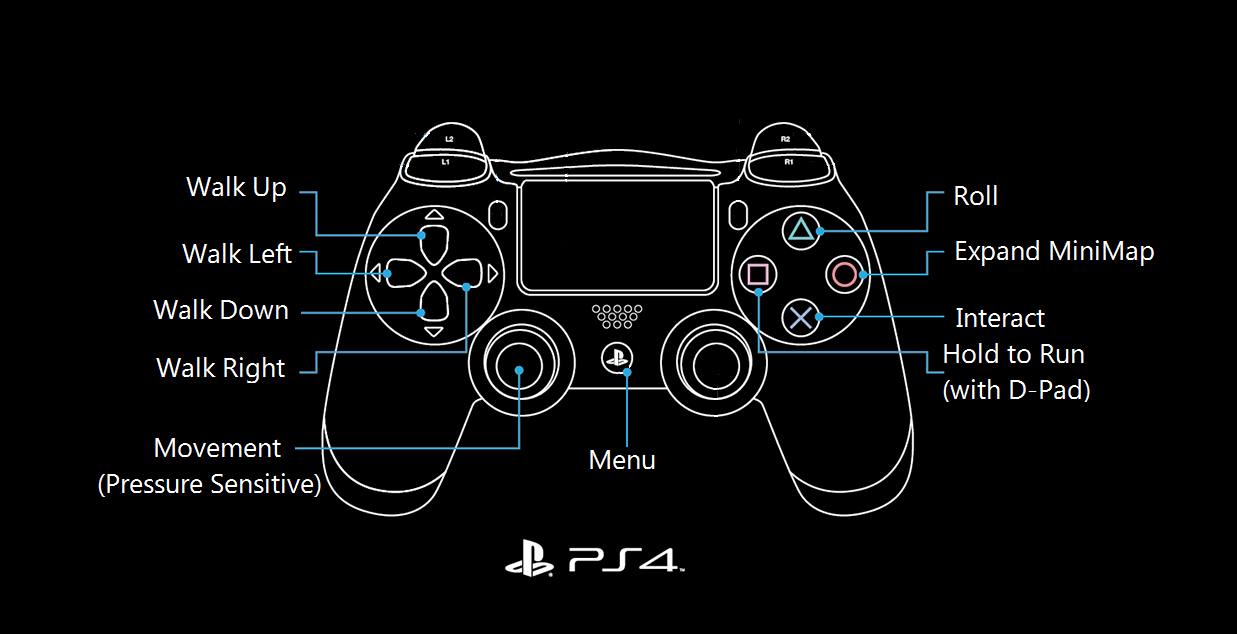 L2
R2
L1
R1
Walk Up
Roll
Walk Left
Expand MiniMap
Walk Down
Interact
Walk Right
Hold to Run
(with D-Pad)
Movement
(Pressure Sensitive)
Menu
PS4™